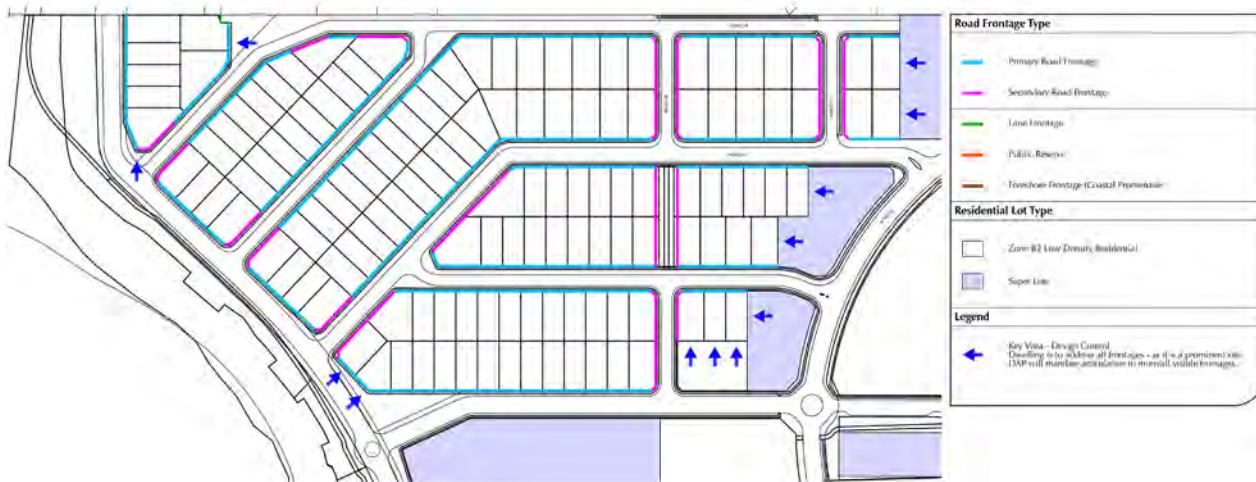 Road Frontage Type
Primary Road Frontage
Secondary Road Frontage
Lane Frontage
Public Reserve
Foreshore Frontage (Coastal Promenade
Residential Lot Type
Zone R2 Low Density Residential
Super Lots
Legend
Key Vista - Design Control
Dwelling is to address all frontages - as it is a prominent site
DAP will mandate articulation to overall visible frontages.